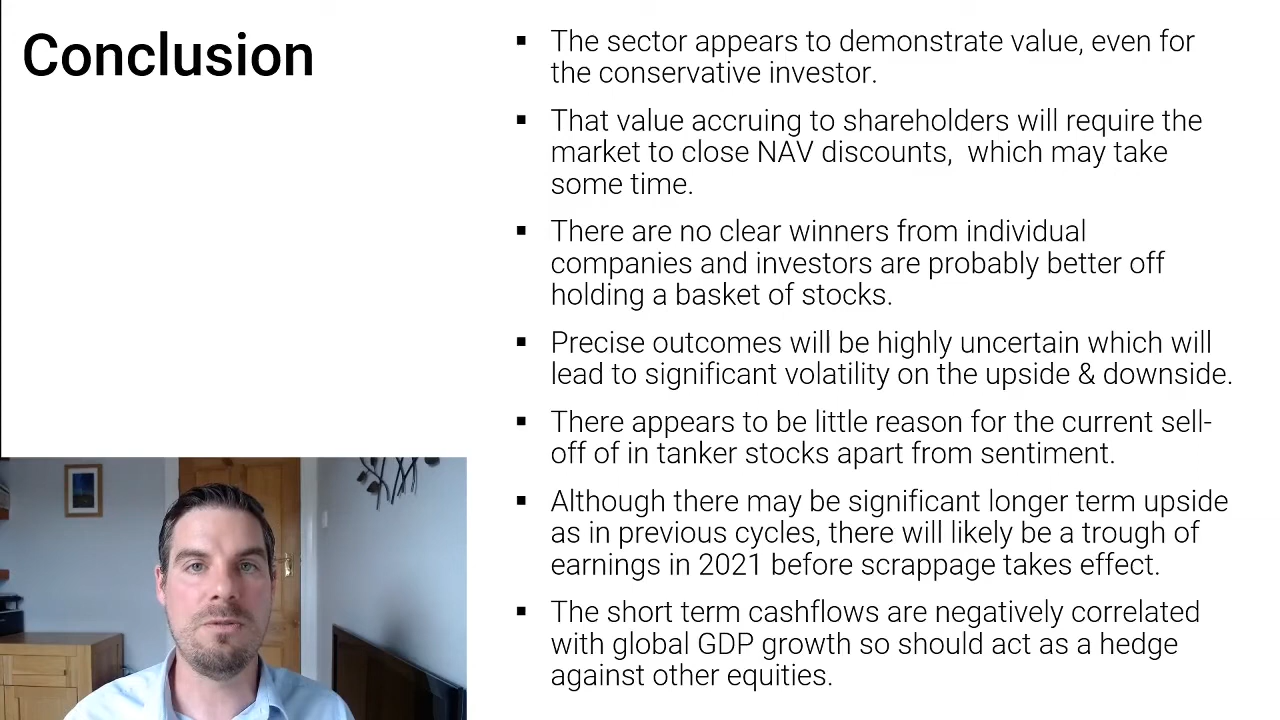 Conclusion
▪ The sector appears to demonstrate value, even for
the conservative investor.
▪ That value accruing to shareholders will require the
market to close NAV discounts,  which may take
some time.
▪ There are no clear winners from individual
companies and investors are probably better off
holding a basket of stocks.
▪ Precise outcomes will be highly uncertain which will
lead to significant volatility on the upside & downside.
▪ There appears to be little reason for the current sell-
off of in tanker stocks apart from sentiment.
▪ Although there may be significant longer term upside
as in previous cycles, there will likely be a trough of
earnings in 2021 before scrappage takes effect.
▪ The short term cashflows are negatively correlated
with global GDP growth so should act as a hedge
against other equities.